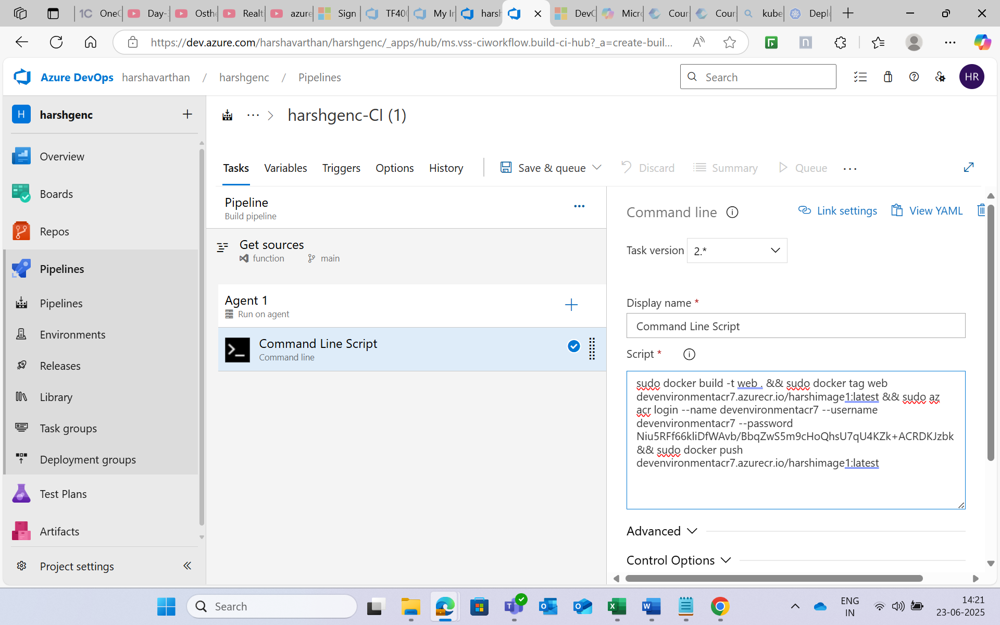 OneC
Day-
Osthe
Realt
azure
Sign
TF40
My Ir
harsh
DevC
Micr
Cour
Cour
kube
Depl
https://dev.azure.com/harshavarthan/harshgenc/_apps/hub/ms.vss-ciworkflow.build-ci-hub?_a=create-buil...
Azure DevOps harshavarthan / harshgenc / Pipelines
Search
HR
H harshgenc
Overview
Boards
Repos
Pipelines
Pipelines
Environments
Releases
Library
Task groups
Deployment groups
Test Plans
Artifacts
Project settings
... > harshgenc-CI (1)
Tasks Variables Triggers Options History Save & queue Discard Summary Queue ...
Pipeline
Build pipeline
Get sources
function main
Agent 1
Run on agent
Command Line Script
Command line
Command line
Link settings
View YAML
Task version 2.*
Display name *
Command Line Script
Script *
sudo docker build -t web . && sudo docker tag web
devenvironmentacr7.azurecr.io/harshimage1:latest && sudo az
acr login --name devenvironmentacr7 --username
devenvironmentacr7 --password
Niu5RFf66kliDfWAvb/BbqZwS5m9cHoQhsU7qU4KZk+ACRDKJzbk
&& sudo docker push
devenvironmentacr7.azurecr.io/harshimage1:latest
Advanced
Control Options
Search
ENG
IN
14:21
23-06-2025